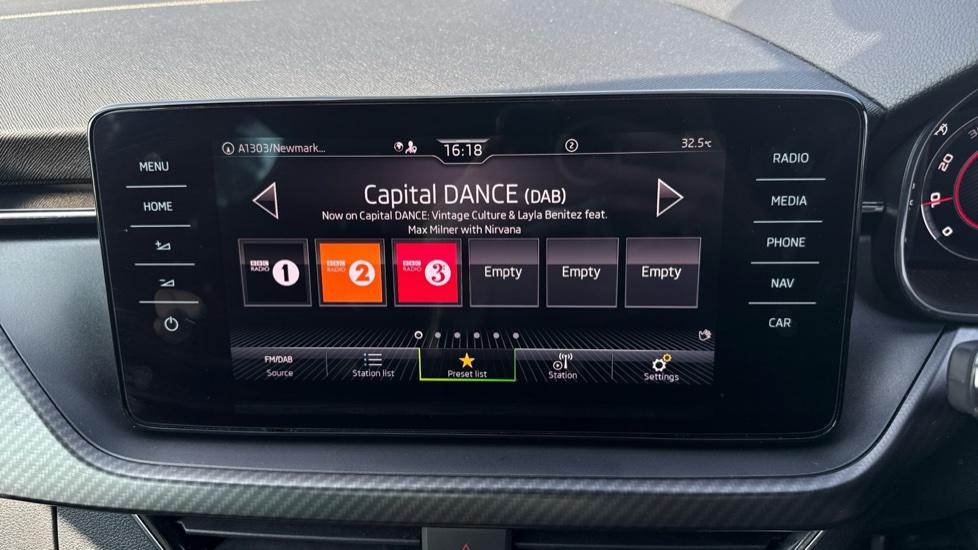 A1303/Newmark...
16:18
2
32.5°C
MENU
HOME
RADIO
MEDIA
PHONE
NAV
CAR
Capital DANCE (DAB)
Now on Capital DANCE: Vintage Culture & Layla Benitez feat.
Max Milner with Nirvana
BBC RADIO 1
BBC RADIO 2
BBC RADIO 3
Empty
Empty
Empty
FM/DAB
Source
Station list
Preset list
Station
Settings
20
10
0